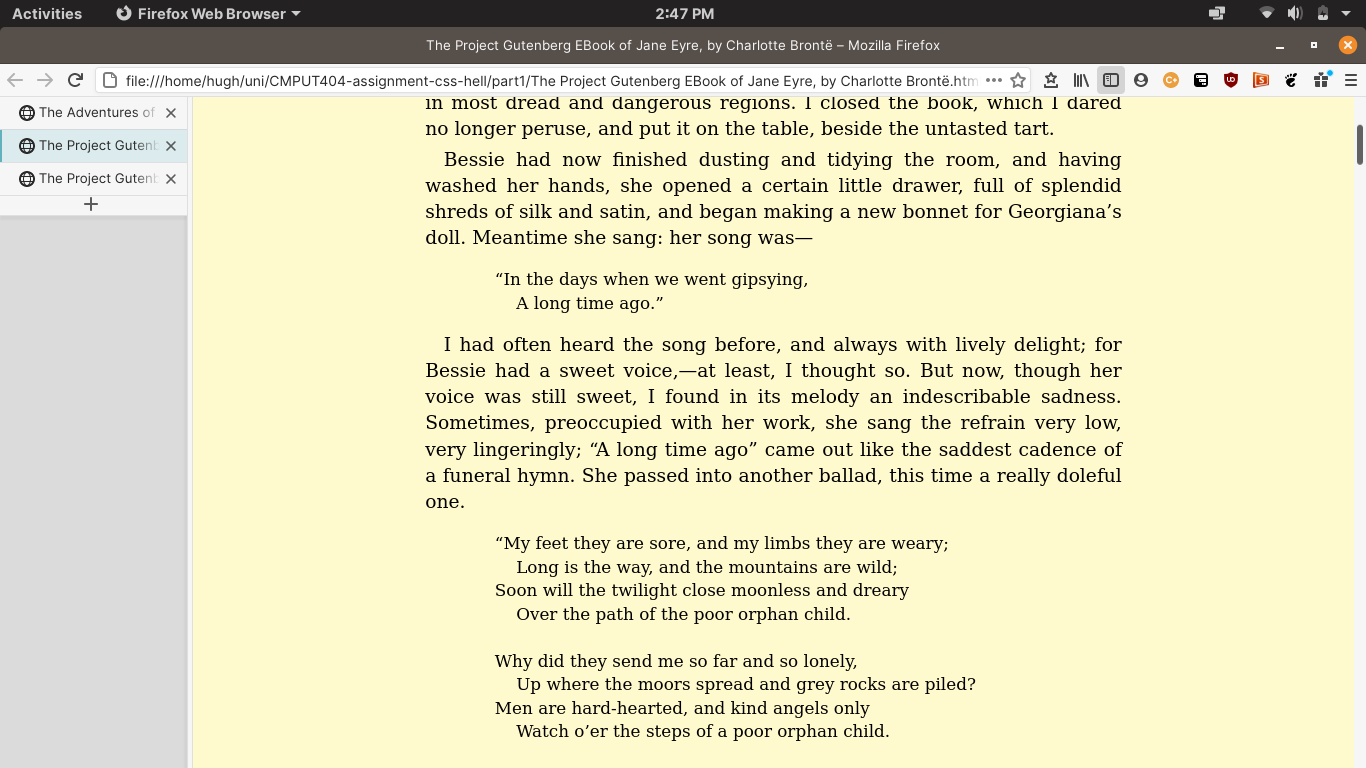 Activities
Firefox Web Browser
2:47 PM
The Project Gutenberg EBook of Jane Eyre, by Charlotte Brontë – Mozilla Firefox
file:///home/hugh/uni/CMPUT404-assignment-css-hell/part1/The Project Gutenberg EBook of Jane Eyre, by Charlotte Brontë.htm
The Adventures of
The Project Gutenb
The Project Gutenb
in most dread and dangerous regions. I closed the book, which I dared
no longer peruse, and put it on the table, beside the untasted tart.
Bessie had now finished dusting and tidying the room, and having
washed her hands, she opened a certain little drawer, full of splendid
shreds of silk and satin, and began making a new bonnet for Georgiana’s
doll. Meantime she sang: her song was—
“In the days when we went gipsying,
A long time ago.”
I had often heard the song before, and always with lively delight; for
Bessie had a sweet voice,—at least, I thought so. But now, though her
voice was still sweet, I found in its melody an indescribable sadness.
Sometimes, preoccupied with her work, she sang the refrain very low,
very lingeringly; “A long time ago” came out like the saddest cadence of
a funeral hymn. She passed into another ballad, this time a really doleful
one.
“My feet they are sore, and my limbs they are weary;
Long is the way, and the mountains are wild;
Soon will the twilight close moonless and dreary
Over the path of the poor orphan child.
Why did they send me so far and so lonely,
Up where the moors spread and grey rocks are piled?
Men are hard-hearted, and kind angels only
Watch o’er the steps of a poor orphan child.